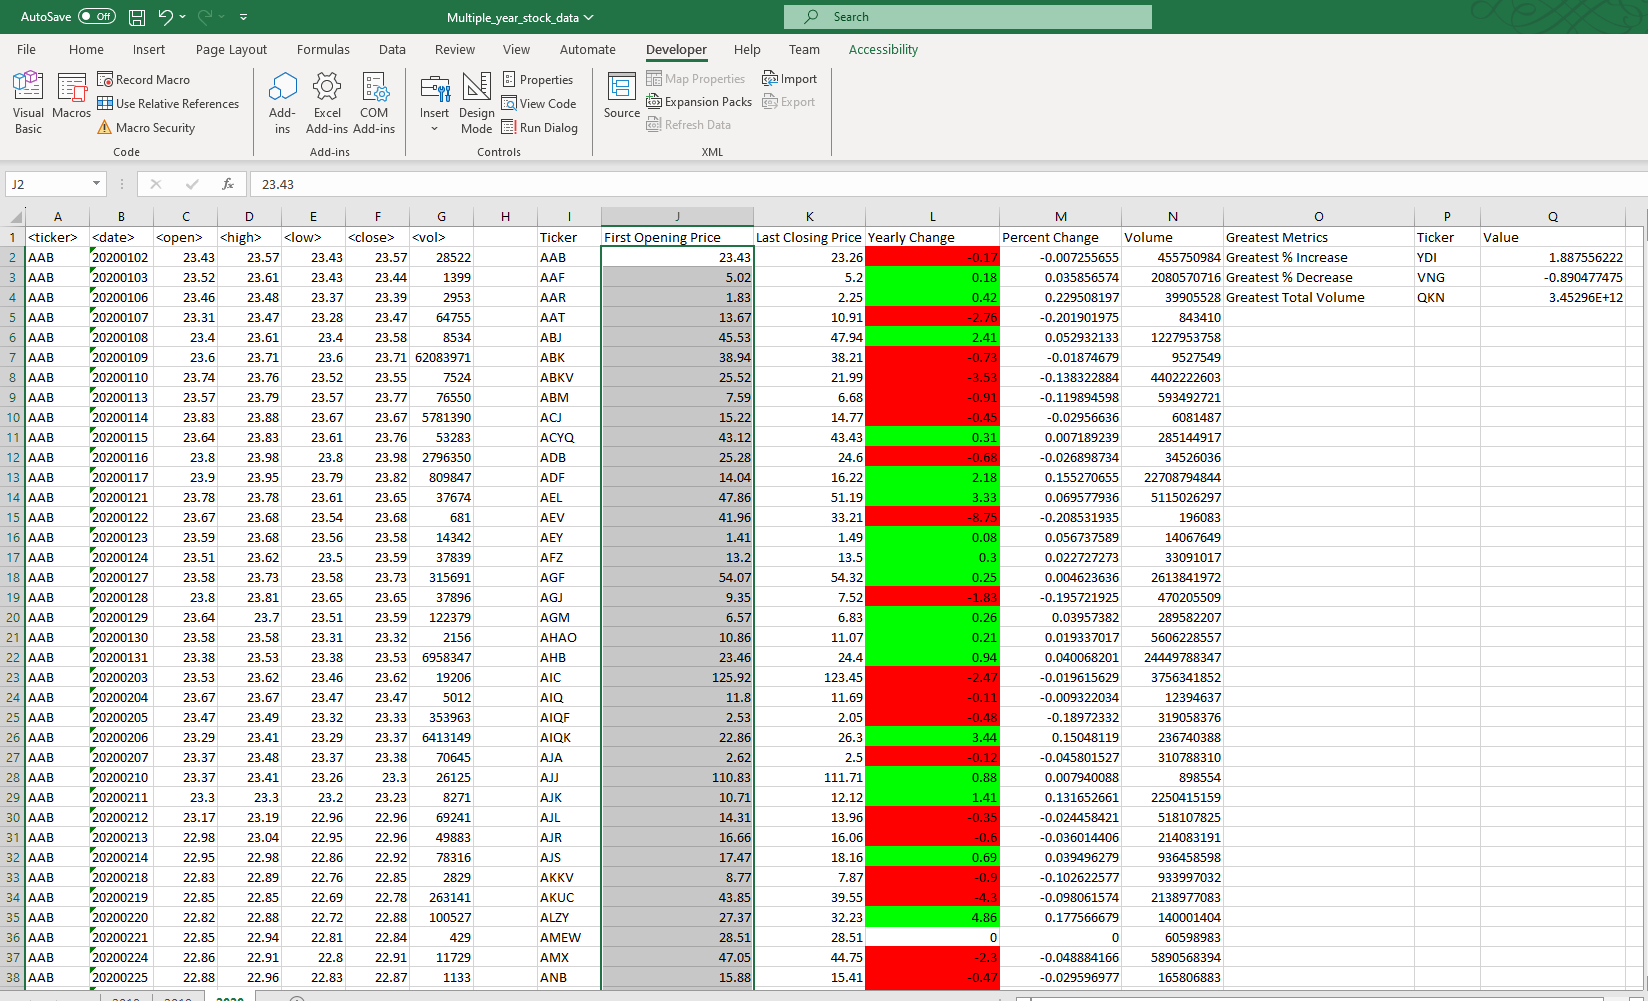 AutoSave Off Multiple_year_stock_data Search
File Home Insert Page Layout Formulas Data Review View Automate Developer Help Team Accessibility
Visual Basic Macros Record Macro Use Relative References Macro Security Add-ins Excel Add-ins COM Add-ins Insert Design Mode Properties View Code Run Dialog Source Map Properties Expansion Packs Refresh Data Import Export
Code Add-ins Controls XML
J2 fx 23.43
A B C D E F G H I J K L M N O P Q
1 <ticker> <date> <open> <high> <low> <close> <vol> Ticker First Opening Price Last Closing Price Yearly Change Percent Change Volume Greatest Metrics Ticker Value
2 AAB 20200102 23.43 23.57 23.43 23.57 28522 AAB 23.43 23.26 -0.17 -0.007255655 455750984 Greatest % Increase YDI 1.887556222
3 AAB 20200103 23.52 23.61 23.43 23.44 1399 AAF 5.02 5.2 0.18 0.035856574 2080570716 Greatest % Decrease VNG -0.890477475
4 AAB 20200106 23.46 23.48 23.37 23.39 2953 AAR 1.83 2.25 0.42 0.229508197 39905528 Greatest Total Volume QKN 3.45296E+12
5 AAB 20200107 23.31 23.47 23.28 23.47 64755 AAT 13.67 10.91 -2.76 -0.201901975 843410
6 AAB 20200108 23.4 23.61 23.4 23.58 8534 ABJ 45.53 47.94 2.41 0.052932133 1227953758
7 AAB 20200109 23.6 23.71 23.6 23.71 62083971 ABK 38.94 38.21 -0.73 -0.01874679 9527549
8 AAB 20200110 23.74 23.76 23.52 23.55 7524 ABKV 25.52 21.99 -3.53 -0.138322884 4402222603
9 AAB 20200113 23.57 23.79 23.57 23.77 76550 ABM 7.59 6.68 -0.91 -0.119894598 593492721
10 AAB 20200114 23.83 23.88 23.67 23.67 5781390 ACJ 15.22 14.77 -0.45 -0.02956636 6081487
11 AAB 20200115 23.64 23.83 23.61 23.76 53283 ACYQ 43.12 43.43 0.31 0.007189239 285144917
12 AAB 20200116 23.8 23.98 23.8 23.98 2796350 ADB 25.28 24.6 -0.68 -0.026898734 34526036
13 AAB 20200117 23.9 23.95 23.79 23.82 809847 ADF 14.04 16.22 2.18 0.155270655 22708794844
14 AAB 20200121 23.78 23.78 23.61 23.65 37674 AEL 47.86 51.19 3.33 0.069577936 5115026297
15 AAB 20200122 23.67 23.68 23.54 23.68 681 AEV 41.96 33.21 -8.75 -0.208531935 196083
16 AAB 20200123 23.59 23.68 23.56 23.58 14342 AEY 1.41 1.49 0.08 0.056737589 14067649
17 AAB 20200124 23.51 23.62 23.5 23.59 37839 AFZ 13.2 13.5 0.3 0.022727273 33091017
18 AAB 20200127 23.58 23.73 23.58 23.73 315691 AGF 54.07 54.32 0.25 0.004623636 2613841972
19 AAB 20200128 23.8 23.81 23.65 23.65 37896 AGJ 9.35 7.52 -1.83 -0.195721925 470205509
20 AAB 20200129 23.64 23.7 23.51 23.59 122379 AGM 6.57 6.83 0.26 0.03957382 289582207
21 AAB 20200130 23.58 23.58 23.31 23.32 2156 AHAO 10.86 11.07 0.21 0.019337017 5606228557
22 AAB 20200131 23.38 23.53 23.38 23.53 6958347 AHB 23.46 24.4 0.94 0.040068201 24449788347
23 AAB 20200203 23.53 23.62 23.46 23.62 19206 AIC 125.92 123.45 -2.47 -0.019615629 3756341852
24 AAB 20200204 23.67 23.67 23.47 23.47 5012 AIQ 11.8 11.69 -0.11 -0.009322034 12394637
25 AAB 20200205 23.47 23.49 23.32 23.33 353963 AIQF 2.53 2.05 -0.48 -0.18972332 319058376
26 AAB 20200206 23.29 23.41 23.29 23.37 6413149 AIQK 22.86 26.3 3.44 0.15048119 236740388
27 AAB 20200207 23.37 23.48 23.37 23.38 70645 AJA 2.62 2.5 -0.12 -0.045801527 310788310
28 AAB 20200210 23.37 23.41 23.26 23.3 26125 AJJ 110.83 111.71 0.88 0.007940088 898554
29 AAB 20200211 23.3 23.3 23.2 23.23 8271 AJK 10.71 12.12 1.41 0.131652661 2250415159
30 AAB 20200212 23.17 23.19 22.96 22.96 69241 AJL 14.31 13.96 -0.35 -0.024458421 518107825
31 AAB 20200213 22.98 23.04 22.95 22.96 49883 AJR 16.66 16.06 -0.6 -0.036014406 214083191
32 AAB 20200214 22.95 22.98 22.86 22.92 78316 AJS 17.47 18.16 0.69 0.039496279 936458598
33 AAB 20200218 22.83 22.89 22.76 22.85 2829 AKKV 8.77 7.87 -0.9 -0.102622577 933997032
34 AAB 20200219 22.85 22.85 22.69 22.78 263141 AKUC 43.85 39.55 -4.3 -0.098061574 2138977083
35 AAB 20200220 22.82 22.88 22.72 22.88 100527 ALZY 27.37 32.23 4.86 0.177566679 140001404
36 AAB 20200221 22.85 22.94 22.81 22.84 429 AMEW 28.51 28.51 0 0 60598983
37 AAB 20200224 22.86 22.91 22.8 22.91 11729 AMX 47.05 44.75 -2.3 -0.048884166 5890568394
38 AAB 20200225 22.88 22.96 22.83 22.87 1133 ANB 15.88 15.41 -0.47 -0.029596977 165806883